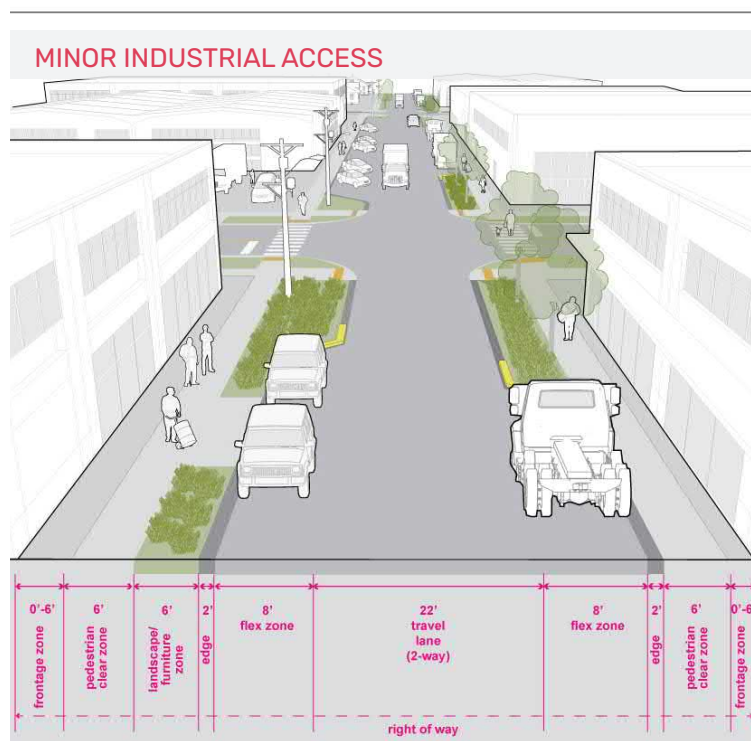 MINOR INDUSTRIAL ACCESS
0'-6'
6'
6'
2'
8'
22'
8'
2'
6'
0'-6'
frontage zone
pedestrian
clear zone
landscape/
furniture
zone
edge
flex zone
travel
lane
(2-way)
flex zone
edge
pedestrian
clear zone
frontage zone
right of way